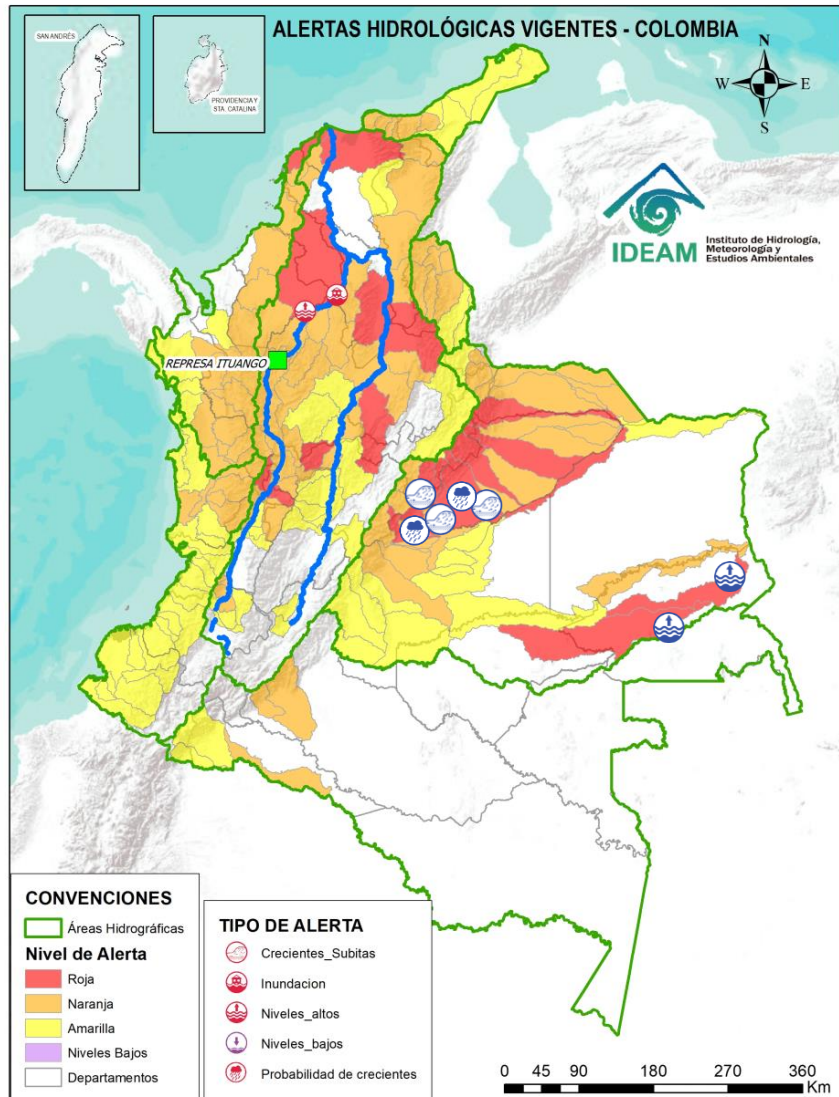 ALERTAS HIDROLÓGICAS VIGENTES - COLOMBIA
SAN ANDRÉS
PROVIDENCIA Y
STA. CATALINA
N
W
E
S
IDEAM
Instituto de Hidrología,
Meteorología y
Estudios Ambientales
REPRESA ITUANGO
CONVENCIONES
Áreas Hidrográficas
Nivel de Alerta
Roja
Naranja
Amarilla
Niveles Bajos
Departamentos
TIPO DE ALERTA
Crecientes_Subitas
Inundacion
Niveles_altos
Niveles_bajos
Probabilidad de crecientes
0 45 90 180 270 360
Km